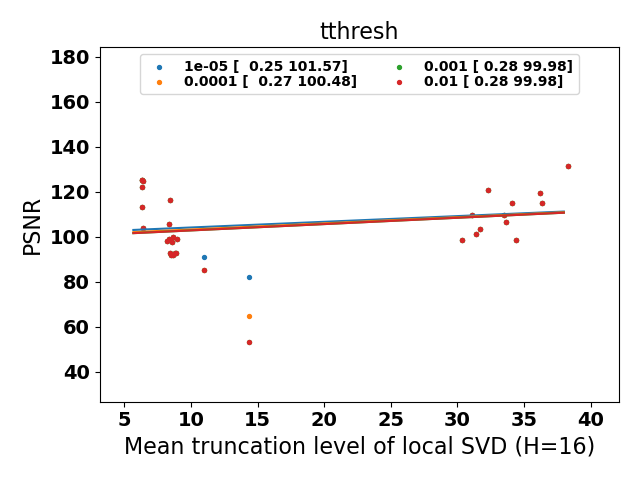 tthresh
1e-05 [  0.25 101.57]
0.0001 [  0.27 100.48]
0.001 [ 0.28 99.98]
0.01 [ 0.28 99.98]
PSNR
180
160
140
120
100
80
60
40
5 10 15 20 25 30 35 40
Mean truncation level of local SVD (H=16)